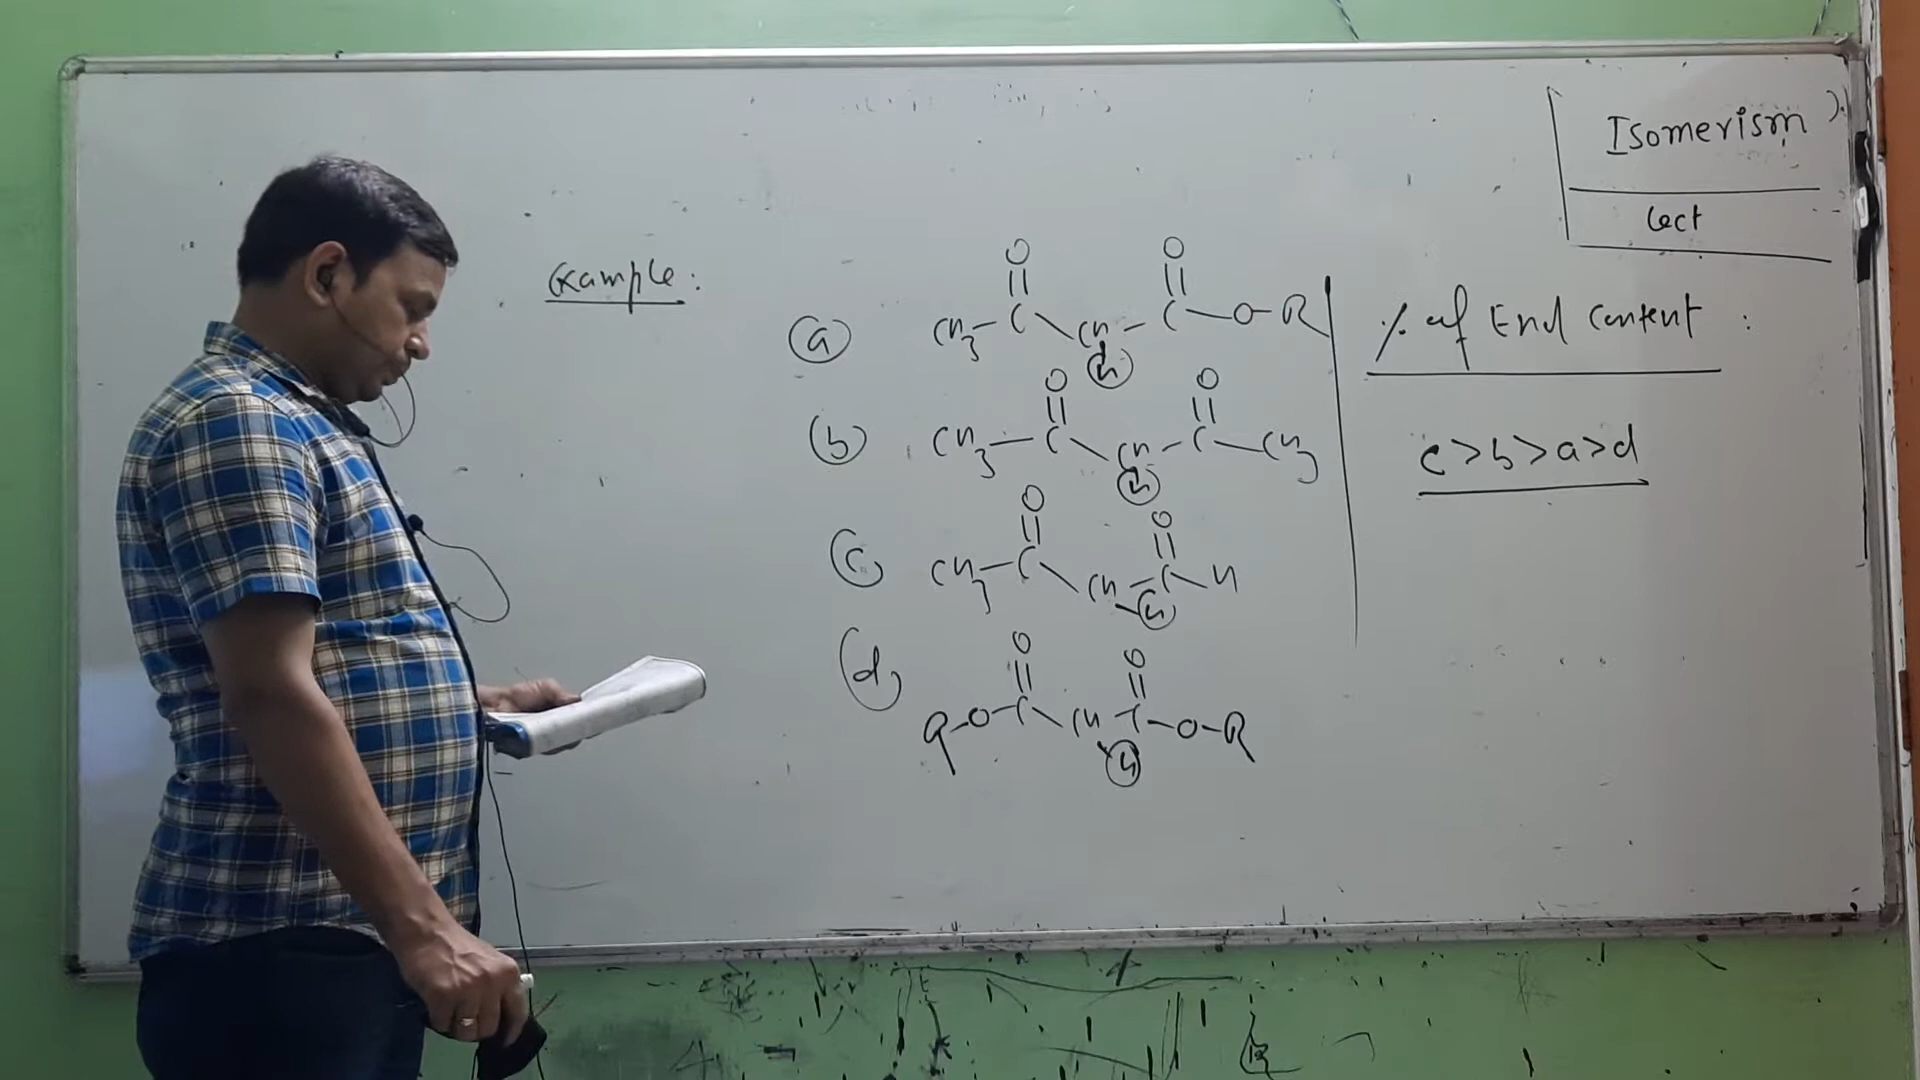 Isomerism
Lect
Example :
(a) CH3-C(=O)-CH(H)-C(=O)-O-R
(b) CH3-C(=O)-CH(H)-C(=O)-CH3
(c) CH3-C(=O)-CH(H)-C(=O)-H
(d) R-O-C(=O)-CH(H)-C(=O)-O-R
% of Enol Content :
c>b>a>d